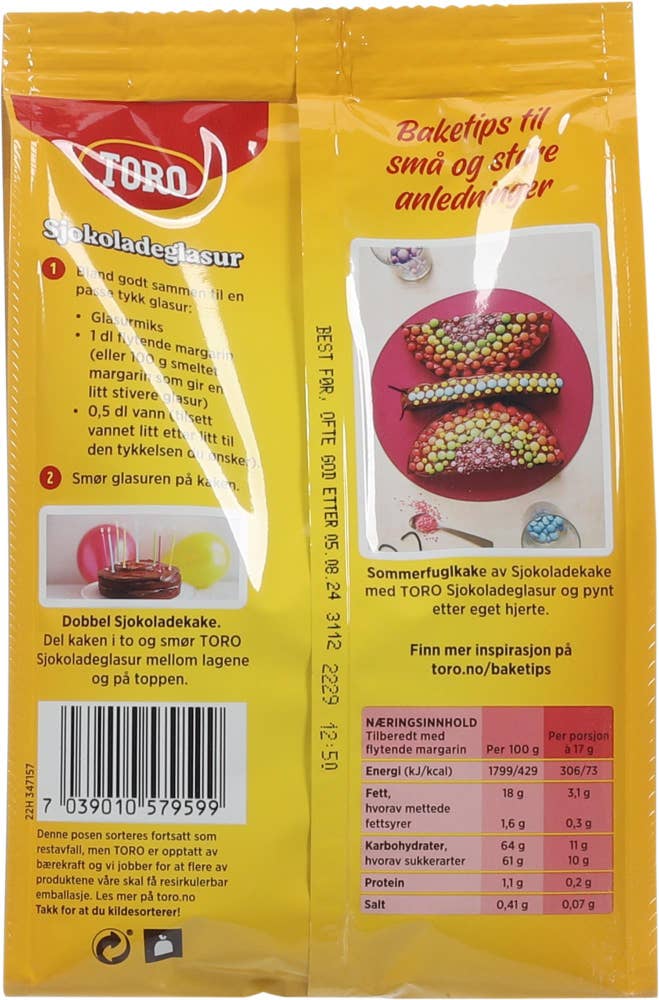 TORO
Sjokoladeglasur
1 Bland godt sammen til en
passe tykk glasur:
• Glasurmiks
• 1 dl flytende margarin
(eller 100 g smeltet
margarin som gir en
litt stivere glasur)
• 0,5 dl vann (tilsett
vannet litt etter litt til
den tykkelsen du ønsker).
2 Smør glasuren på kaken.
Dobbel Sjokoladekake.
Del kaken i to og smør TORO
Sjokoladeglasur mellom lagene
og på toppen.
22H 347157
7 039010 579599
Denne posen sorteres fortsatt som
restavfall, men TORO er opptatt av
bærekraft og vi jobber for at flere av
produktene våre skal få resirkulerbar
emballasje. Les mer på toro.no
Takk for at du kildesorterer!
BEST FØR, OFTE GOD ETTER 05.08.24 3112 2229 12:50
Baketips til
små og store
anledninger
Sommerfuglkake av Sjokoladekake
med TORO Sjokoladeglasur og pynt
etter eget hjerte.
Finn mer inspirasjon på
toro.no/baketips
NÆRINGSINNHOLD
Tilberedt med Per porsjon
flytende margarin Per 100 g à 17 g
Energi (kJ/kcal) 1799/429 306/73
Fett, 18 g 3,1 g
hvorav mettede
fettsyrer 1,6 g 0,3 g
Karbohydrater, 64 g 11 g
hvorav sukkerarter 61 g 10 g
Protein 1,1 g 0,2 g
Salt 0,41 g 0,07 g